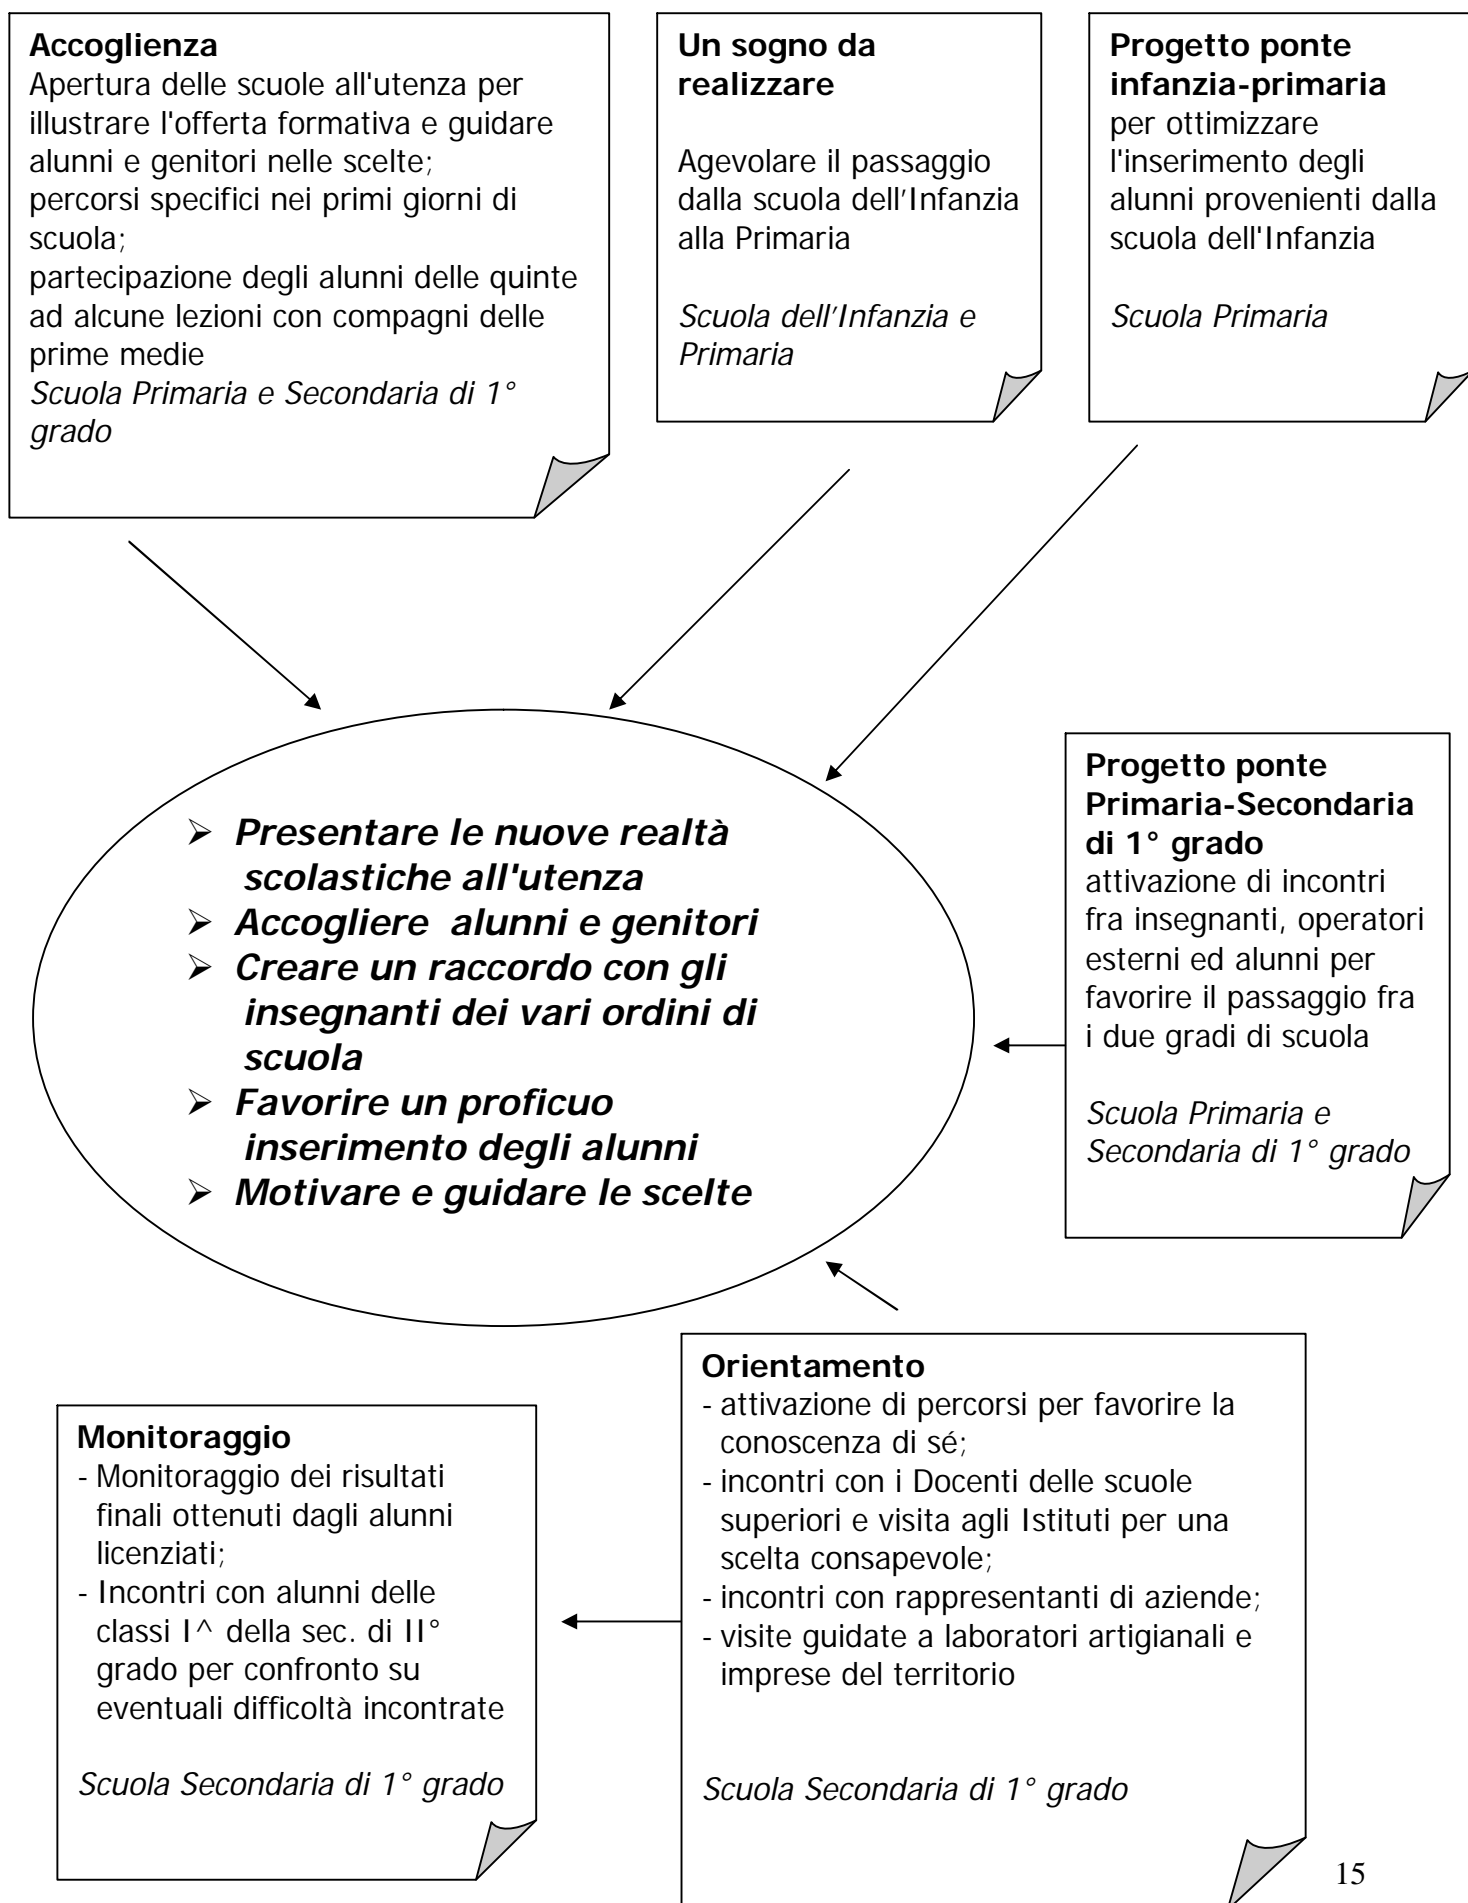 Accoglienza
Apertura delle scuole all'utenza per
illustrare l'offerta formativa e guidare
alunni e genitori nelle scelte;
percorsi specifici nei primi giorni di
scuola;
partecipazione degli alunni delle quinte
ad alcune lezioni con compagni delle
prime medie
Scuola Primaria e Secondaria di 1°
grado
Un sogno da
realizzare
Agevolare il passaggio
dalla scuola dell’Infanzia
alla Primaria
Scuola dell’Infanzia e
Primaria
Progetto ponte
infanzia-primaria
per ottimizzare
l'inserimento degli
alunni provenienti dalla
scuola dell'Infanzia
Scuola Primaria
➢ Presentare le nuove realtà
scolastiche all'utenza
➢ Accogliere alunni e genitori
➢ Creare un raccordo con gli
insegnanti dei vari ordini di
scuola
➢ Favorire un proficuo
inserimento degli alunni
➢ Motivare e guidare le scelte
Progetto ponte
Primaria-Secondaria
di 1° grado
attivazione di incontri
fra insegnanti, operatori
esterni ed alunni per
favorire il passaggio fra
i due gradi di scuola
Scuola Primaria e
Secondaria di 1° grado
Monitoraggio
- Monitoraggio dei risultati
finali ottenuti dagli alunni
licenziati;
- Incontri con alunni delle
classi I^ della sec. di II°
grado per confronto su
eventuali difficoltà incontrate
Scuola Secondaria di 1° grado
Orientamento
- attivazione di percorsi per favorire la
conoscenza di sé;
- incontri con i Docenti delle scuole
superiori e visita agli Istituti per una
scelta consapevole;
- incontri con rappresentanti di aziende;
- visite guidate a laboratori artigianali e
imprese del territorio
Scuola Secondaria di 1° grado
15